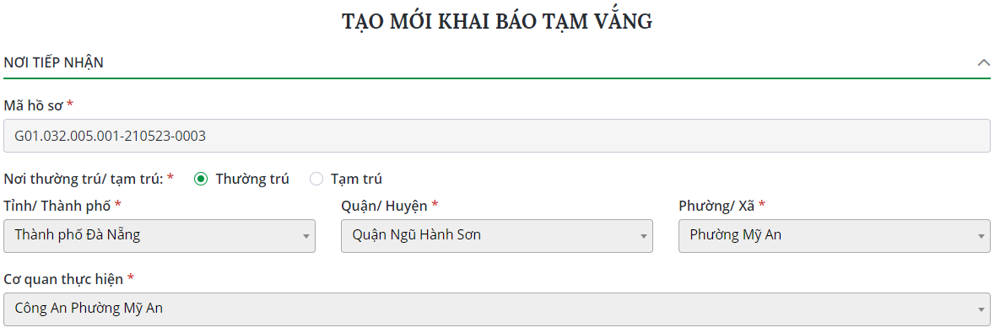 TẠO MỚI KHAI BÁO TẠM VẮNG
NƠI TIẾP NHẬN
Mã hồ sơ *
G01.032.005.001-210523-0003
Nơi thường trú/ tạm trú: * Thường trú Tạm trú
Tỉnh/ Thành phố * Quận/ Huyện * Phường/ Xã *
Thành phố Đà Nẵng Quận Ngũ Hành Sơn Phường Mỹ An
Cơ quan thực hiện *
Công An Phường Mỹ An